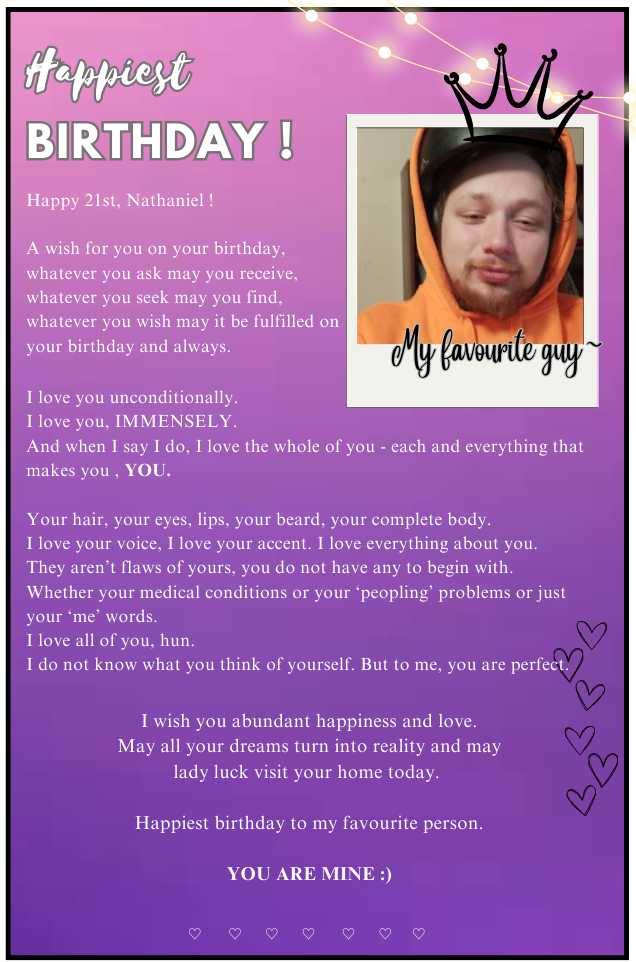 Happiest
BIRTHDAY !
Happy 21st, Nathaniel !
A wish for you on your birthday,
whatever you ask may you receive,
whatever you seek may you find,
whatever you wish may it be fulfilled on
your birthday and always.
My favourite guy~
I love you unconditionally.
I love you, IMMENSELY.
And when I say I do, I love the whole of you - each and everything that
makes you , YOU.
Your hair, your eyes, lips, your beard, your complete body.
I love your voice, I love your accent. I love everything about you.
They aren’t flaws of yours, you do not have any to begin with.
Whether your medical conditions or your ‘peopling’ problems or just
your ‘me’ words.
I love all of you, hun.
I do not know what you think of yourself. But to me, you are perfect.
I wish you abundant happiness and love.
May all your dreams turn into reality and may
lady luck visit your home today.
Happiest birthday to my favourite person.
YOU ARE MINE :)